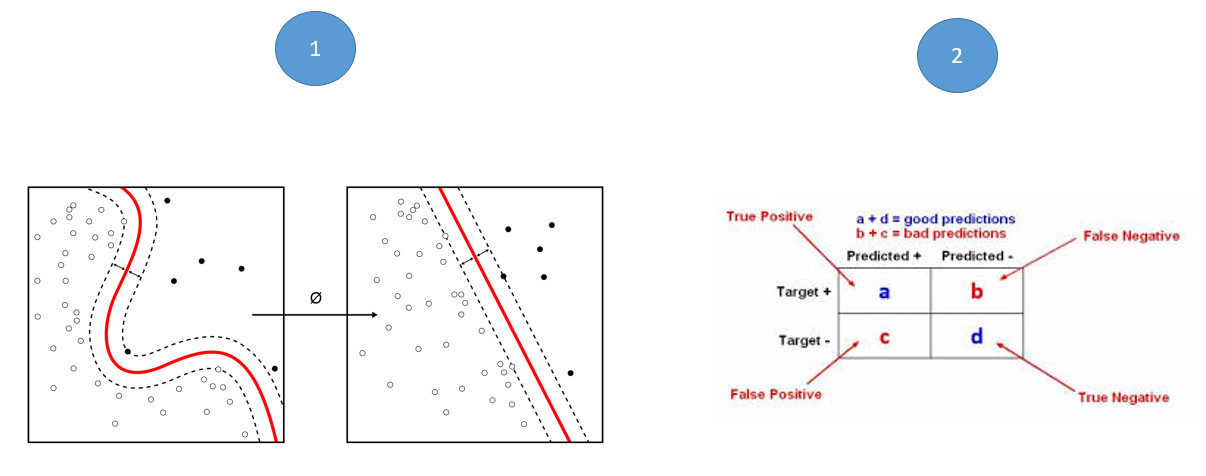 1
2
ø
True Positive
a + d = good predictions
b + c = bad predictions
False Negative
Predicted + Predicted -
Target + a b
Target - c d
False Positive
True Negative